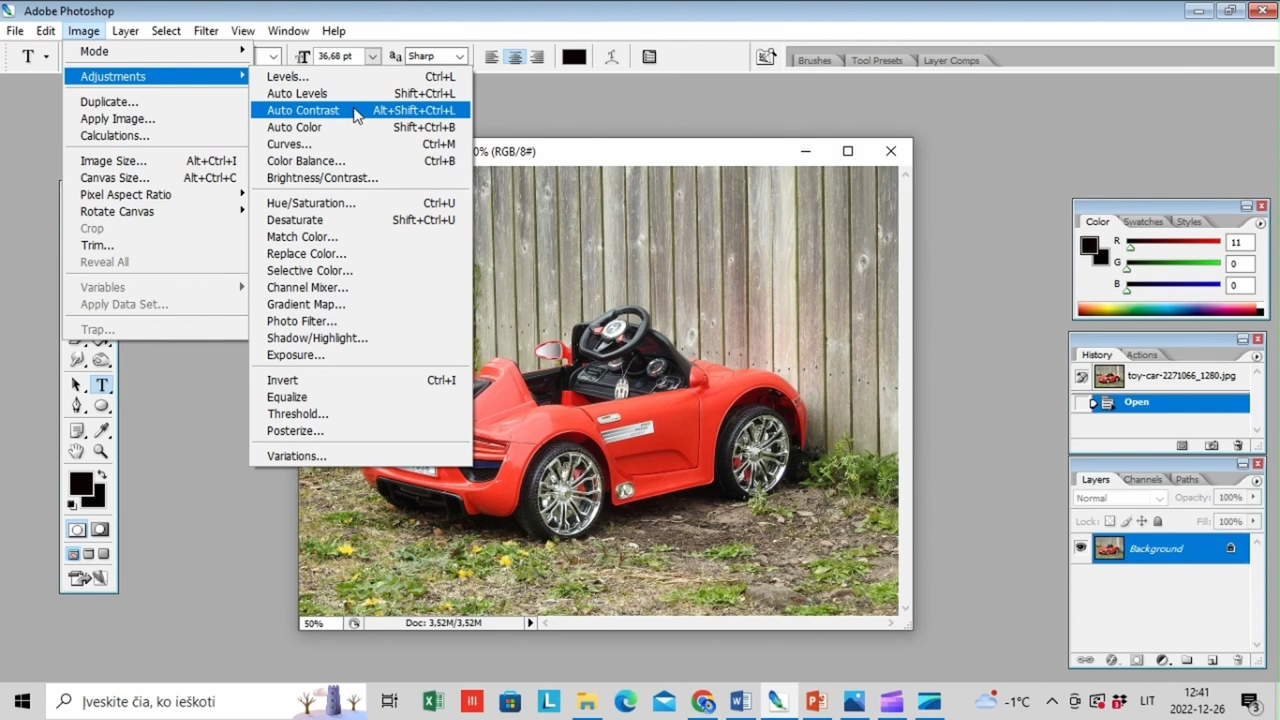 Adobe Photoshop
File Edit Image Layer Select Filter View Window Help
36,68 pt Sharp
Brushes Tool Presets Layer Comps
Mode
Adjustments
Duplicate...
Apply Image...
Calculations...
Image Size... Alt+Ctrl+I
Canvas Size... Alt+Ctrl+C
Pixel Aspect Ratio
Rotate Canvas
Crop
Trim...
Reveal All
Variables
Apply Data Set...
Trap...
Levels... Ctrl+L
Auto Levels Shift+Ctrl+L
Auto Contrast Alt+Shift+Ctrl+L
Auto Color Shift+Ctrl+B
Curves... Ctrl+M
Color Balance... Ctrl+B
Brightness/Contrast...
Hue/Saturation... Ctrl+U
Desaturate Shift+Ctrl+U
Match Color...
Replace Color...
Selective Color...
Channel Mixer...
Gradient Map...
Photo Filter...
Shadow/Highlight...
Exposure...
Invert Ctrl+I
Equalize
Threshold...
Posterize...
Variations...
0% (RGB/8#)
50% Doc: 3,52M/3,52M
Color Swatches Styles
R 11
G 0
B 0
History Actions
toy-car-2271066_1280.jpg
Open
Layers Channels Paths
Normal Opacity: 100%
Lock: Fill: 100%
Background
Įveskite čia, ko ieškoti
-1°C
LIT
12:41
2022-12-26
3